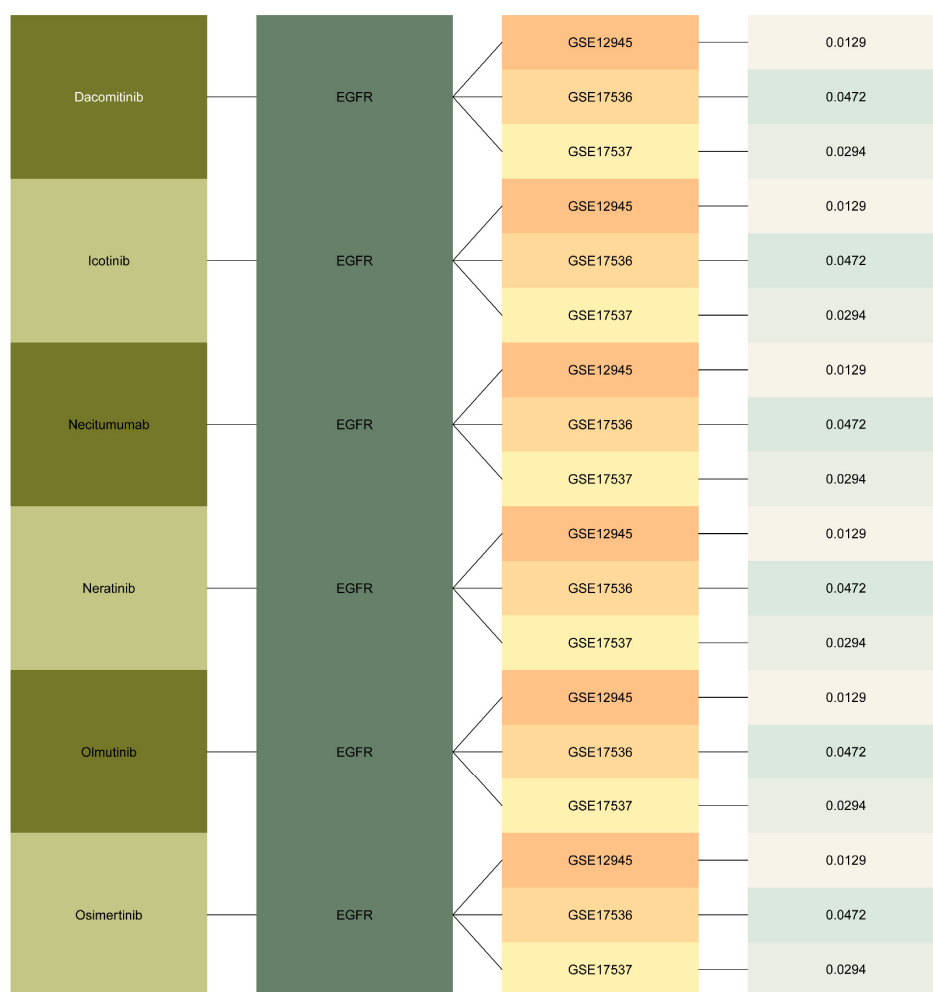 GSE12945 0.0129
Dacomitinib EGFR GSE17536 0.0472
GSE17537 0.0294
GSE12945 0.0129
Icotinib EGFR GSE17536 0.0472
GSE17537 0.0294
GSE12945 0.0129
Necitumumab EGFR GSE17536 0.0472
GSE17537 0.0294
GSE12945 0.0129
Neratinib EGFR GSE17536 0.0472
GSE17537 0.0294
GSE12945 0.0129
Olmutinib EGFR GSE17536 0.0472
GSE17537 0.0294
GSE12945 0.0129
Osimertinib EGFR GSE17536 0.0472
GSE17537 0.0294